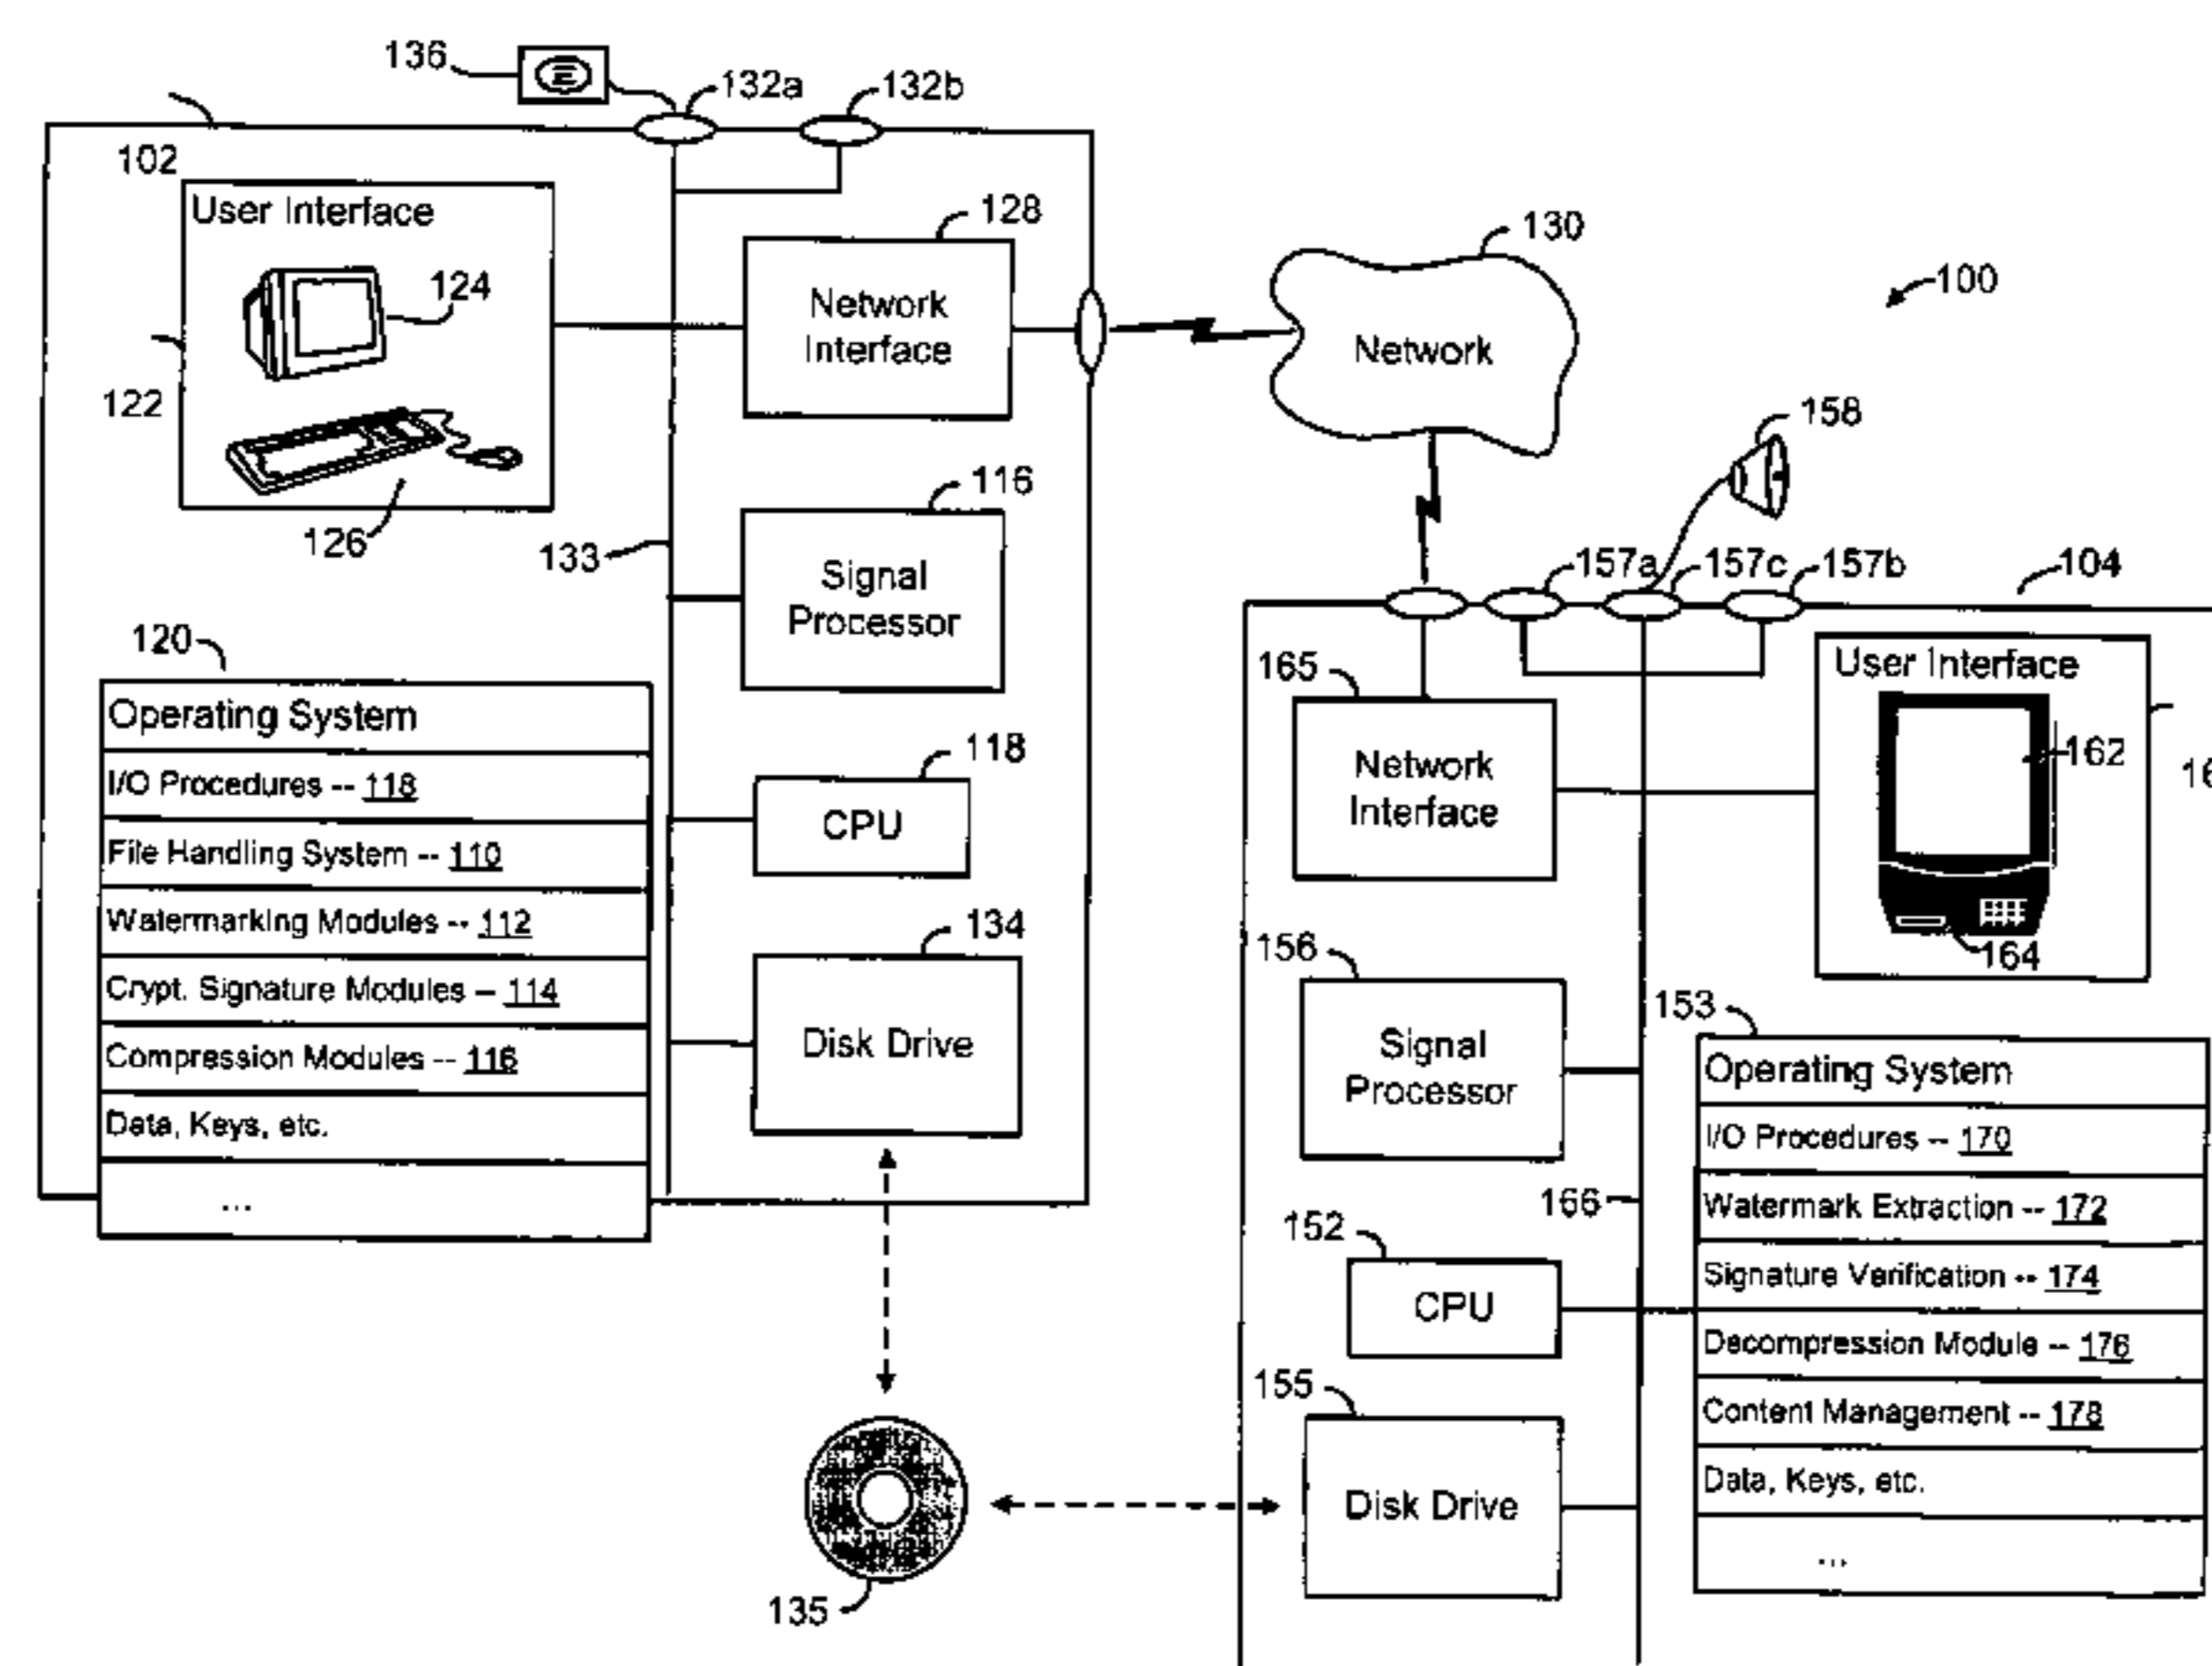 136
132a
132b
102
User Interface
124
122
126
128
Network
Interface
130
Network
100
158
133
116
Signal
Processor
120
Operating System
I/O Procedures -- 118
File Handling System -- 110
Watermarking Modules -- 112
Crypt. Signature Modules -- 114
Compression Modules -- 116
Data, Keys, etc.
...
118
CPU
134
Disk Drive
135
157a
157c
157b
104
165
Network
Interface
User Interface
162
164
156
Signal
Processor
166
152
CPU
155
Disk Drive
153
Operating System
I/O Procedures -- 170
Watermark Extraction -- 172
Signature Verification -- 174
Decompression Module -- 176
Content Management -- 178
Data, Keys, etc.
...